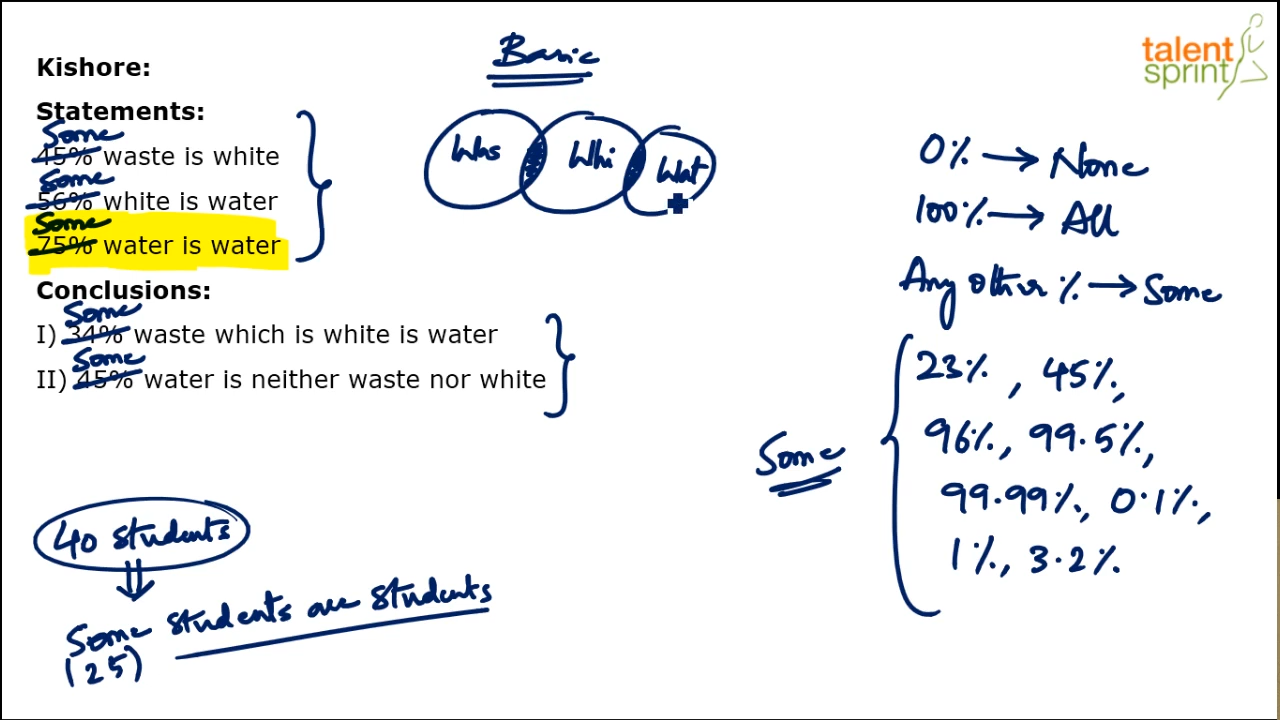 Basic
talent
sprint
Kishore:
Statements:
Some
45% waste is white
Some
56% white is water
Some
75% water is water
Conclusions:
Some
I) 34% waste which is white is water
Some
II) 45% water is neither waste nor white
Was Whi Wat
0% → None
100% → All
Any other % → Some
Some
23%, 45%,
96%, 99.5%,
99.99%, 0.1%,
1%, 3.2%
40 students
Some students are students
(25)